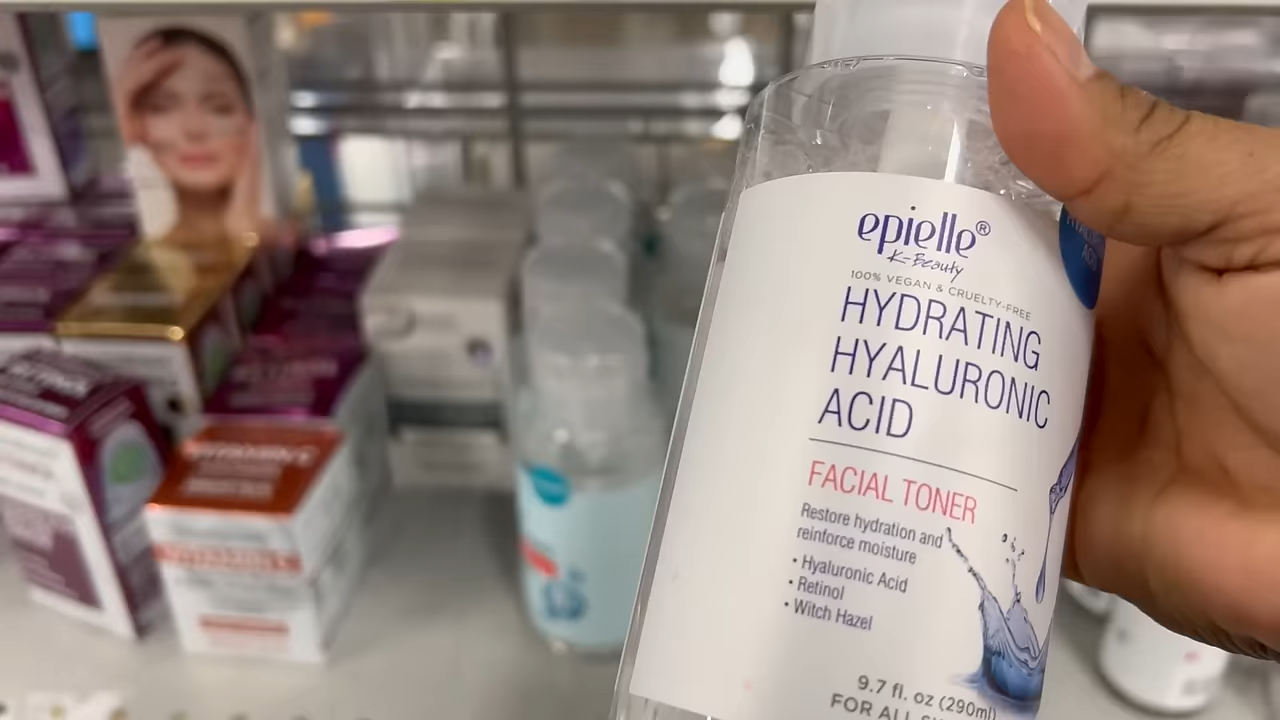 epielle®
K-Beauty
100% VEGAN & CRUELTY-FREE
HYDRATING
HYALURONIC
ACID
FACIAL TONER
Restore hydration and
reinforce moisture
• Hyaluronic Acid
• Retinol
• Witch Hazel
9.7 fl. oz (290ml)
FOR ALL
VITAMIN C